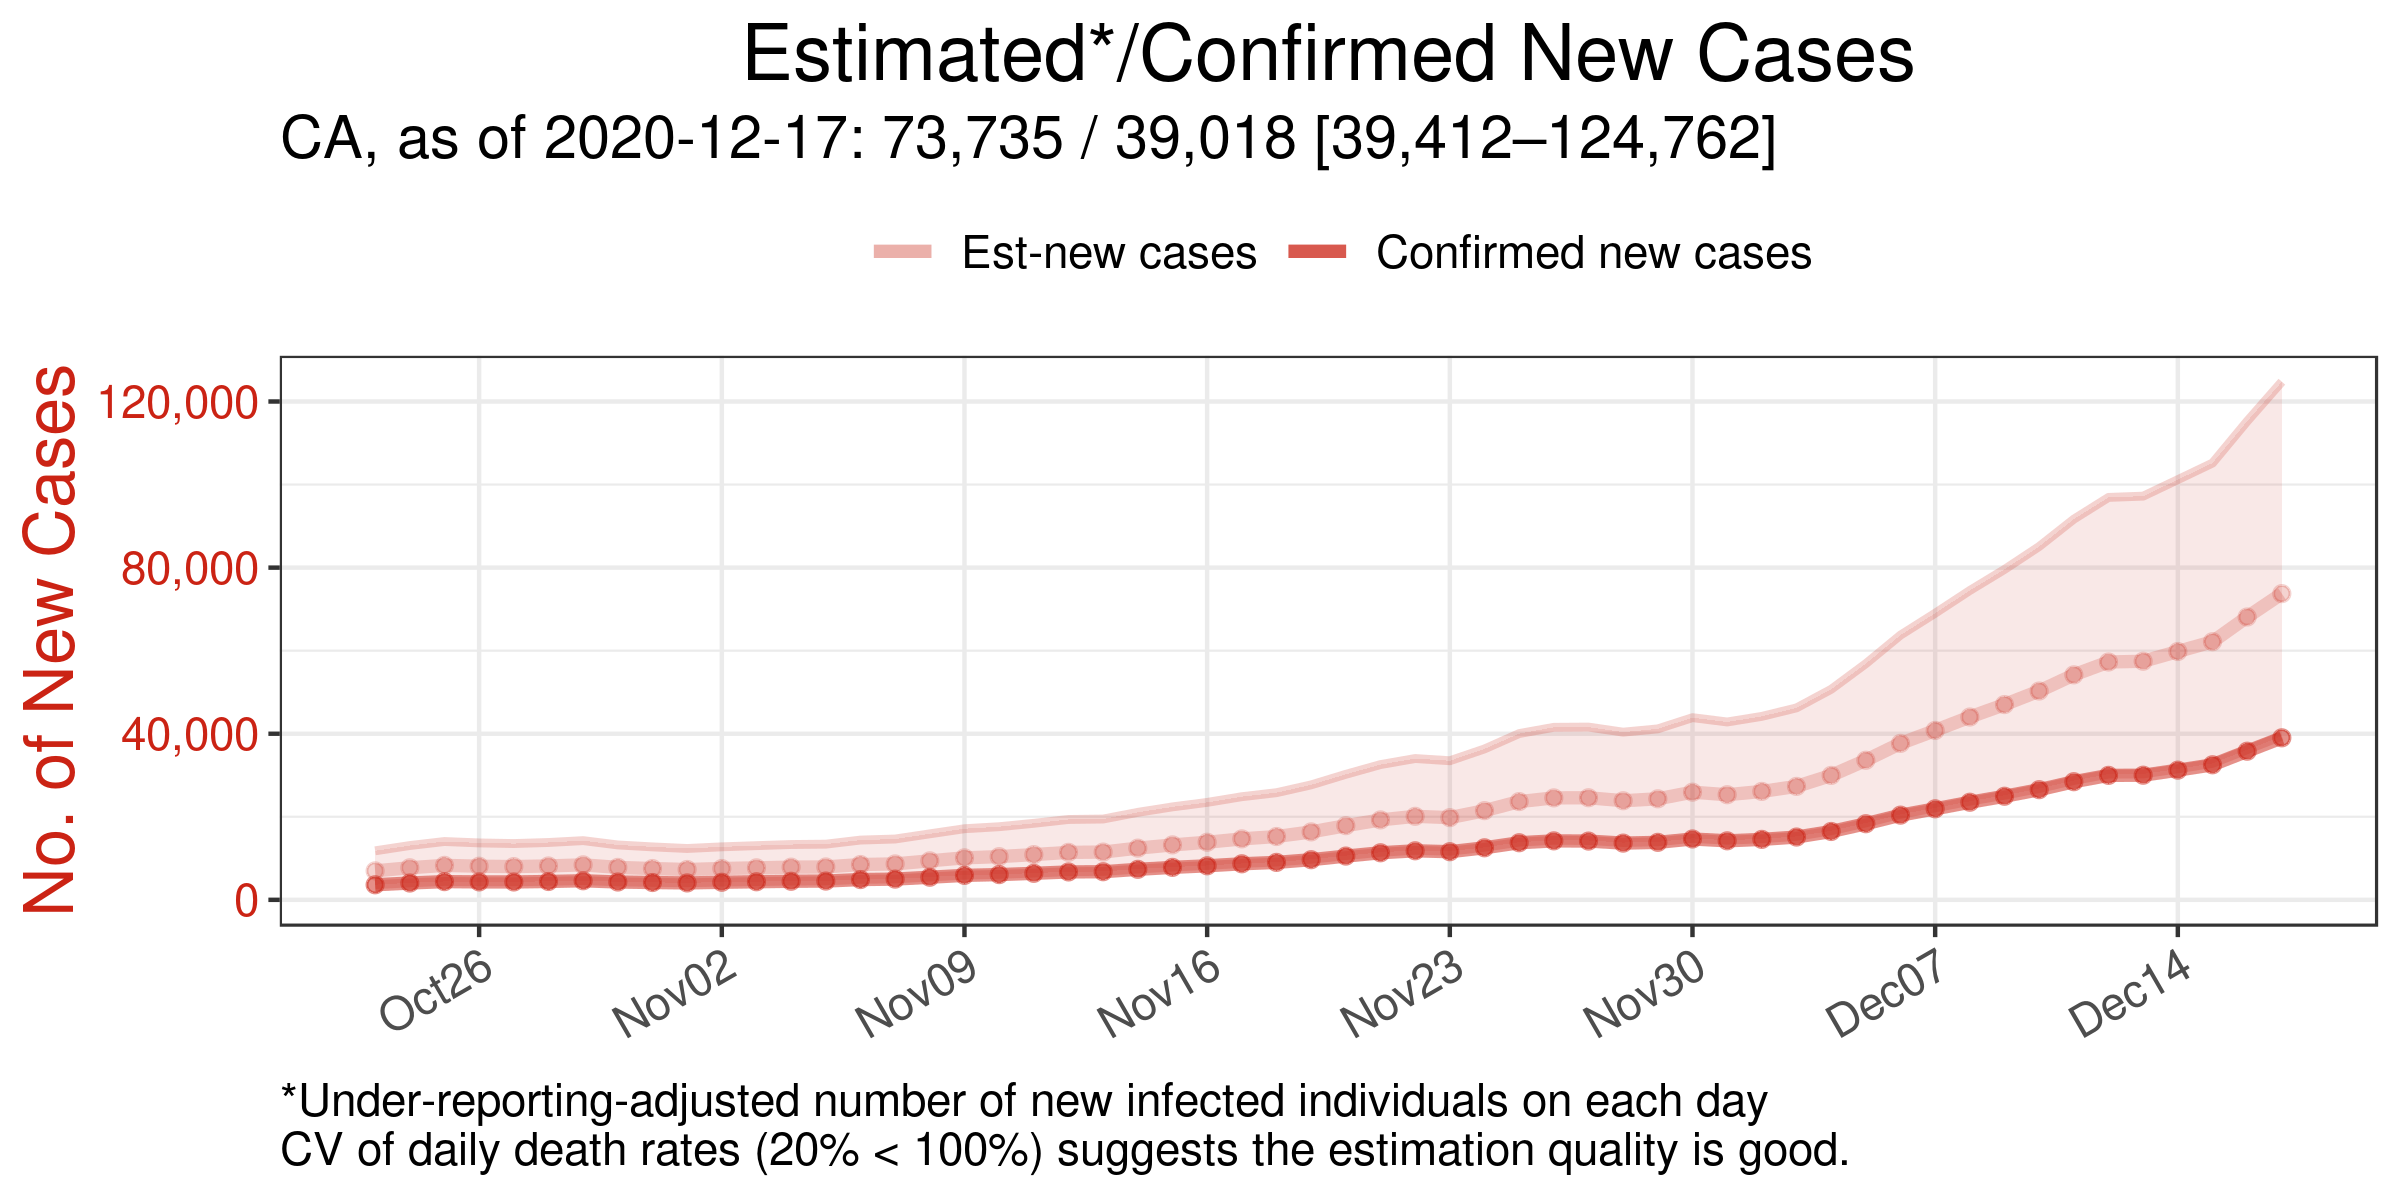 Estimated*/Confirmed New Cases
CA, as of 2020-12-17: 73,735 / 39,018 [39,412–124,762]
Est-new cases Confirmed new cases
No. of New Cases
120,000
80,000
40,000
0
Oct26 Nov02 Nov09 Nov16 Nov23 Nov30 Dec07 Dec14
*Under-reporting-adjusted number of new infected individuals on each day
CV of daily death rates (20% < 100%) suggests the estimation quality is good.